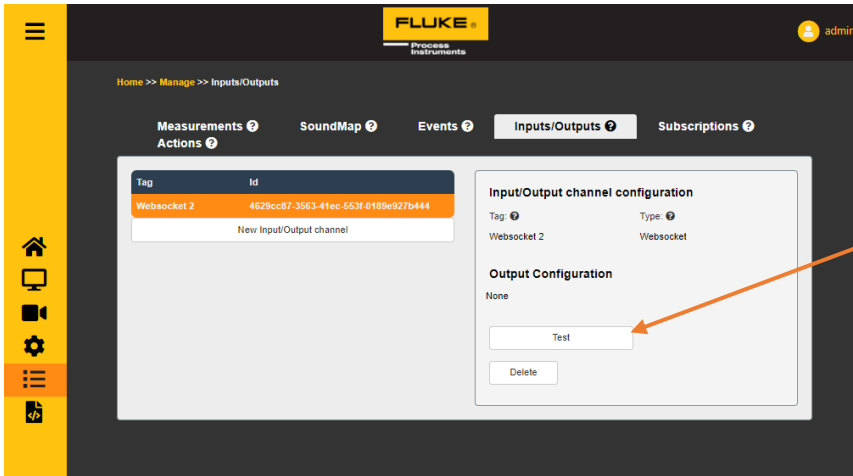 FLUKE®
Process
Instruments
admin
Home >> Manage >> Inputs/Outputs
Measurements ? SoundMap ? Events ? Inputs/Outputs ? Subscriptions ?
Actions ?
Tag Id
Websocket 2 4629cc87-3563-41ec-553f-0189e927b444
New Input/Output channel
Input/Output channel configuration
Tag: ? Type: ?
Websocket 2 Websocket
Output Configuration
None
Test
Delete